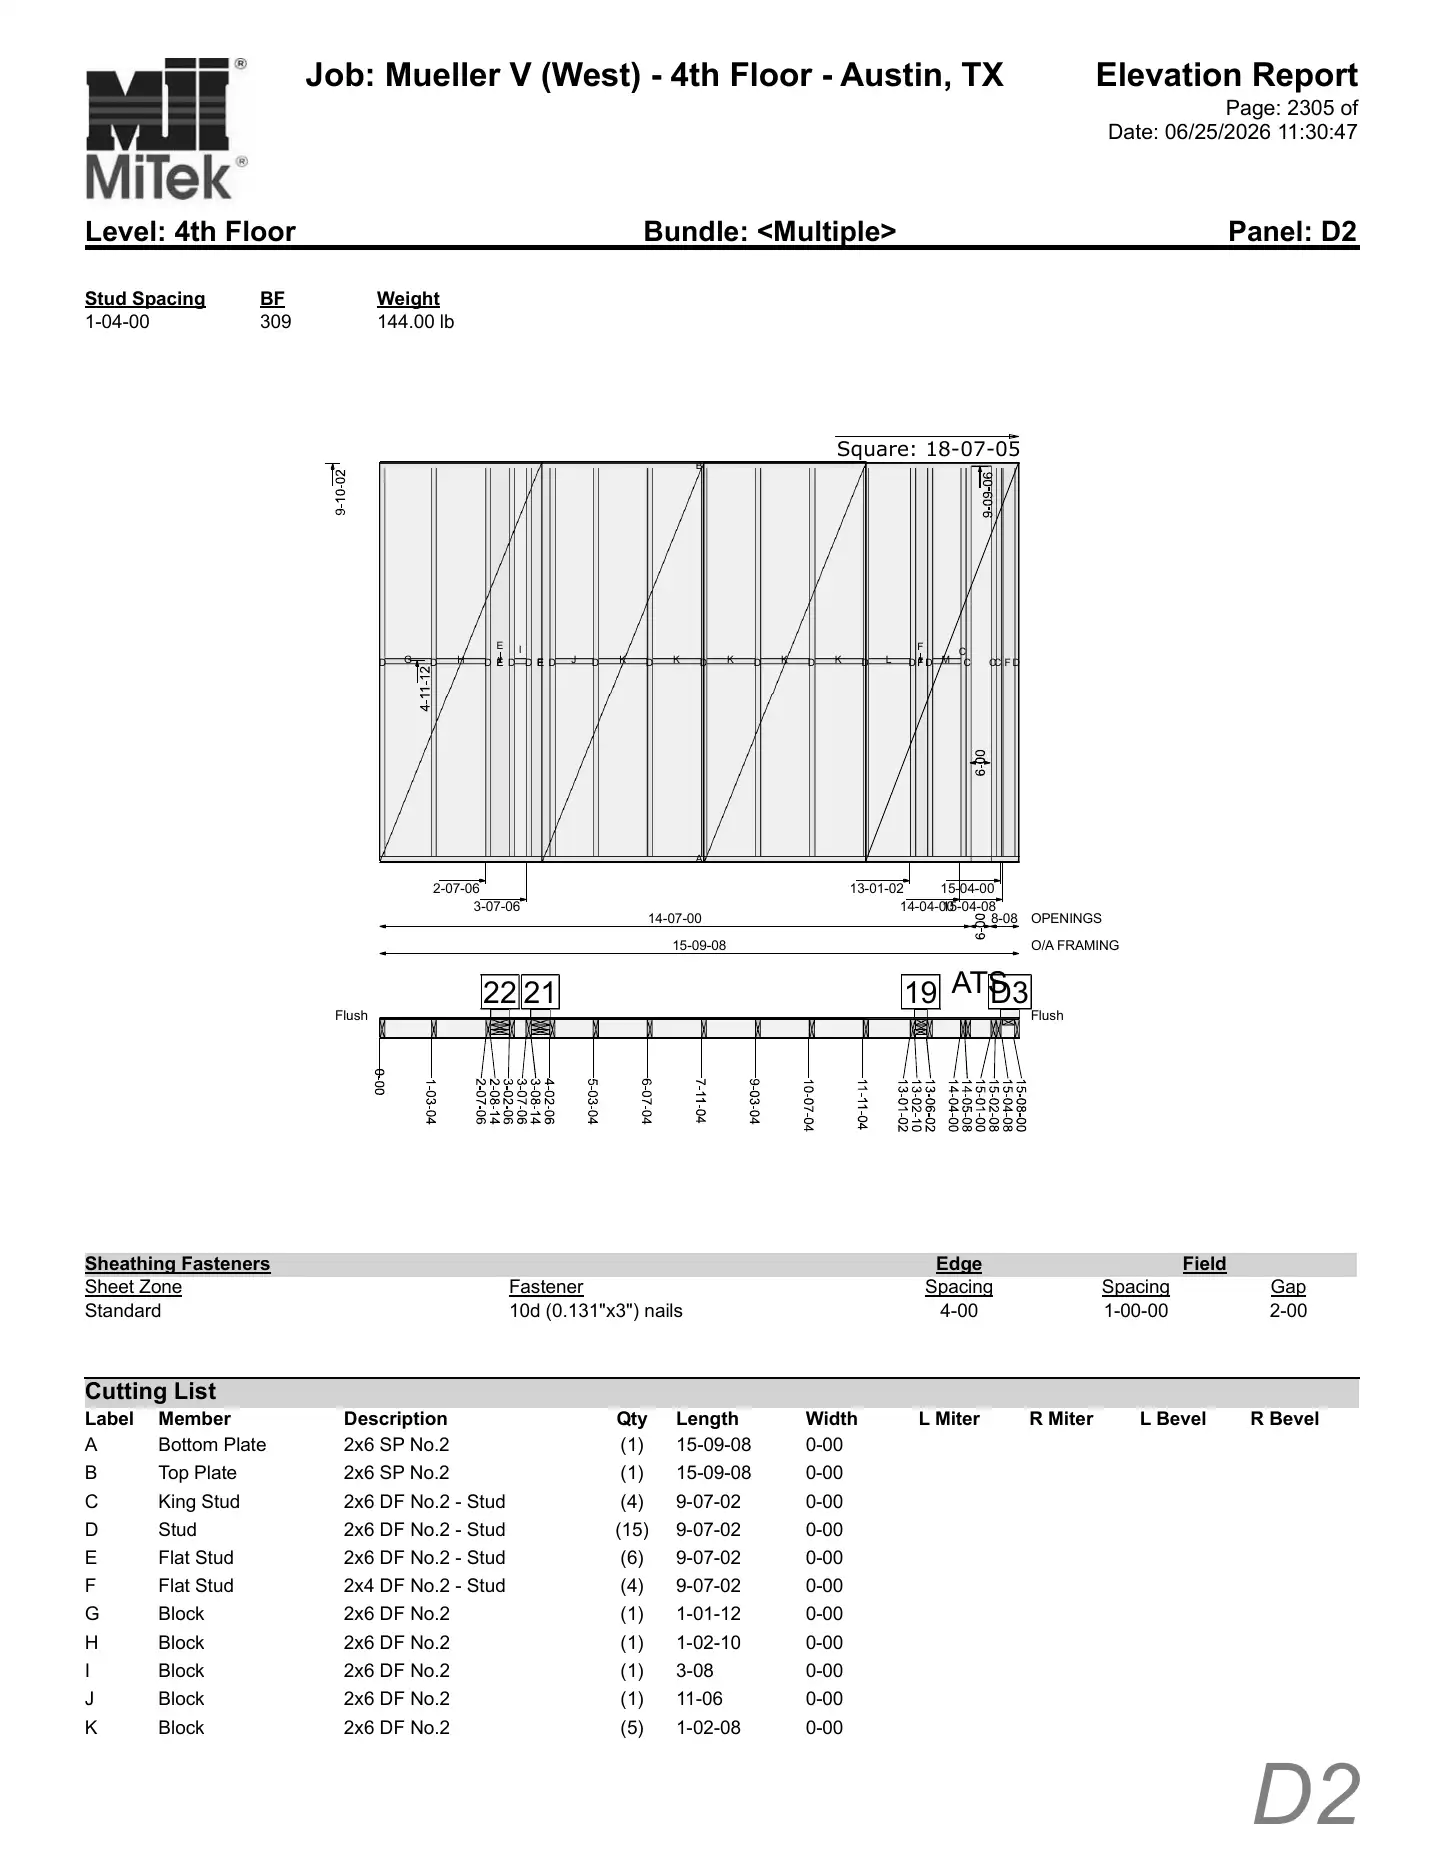 Job: Mueller V (West) - 4th Floor - Austin, TX
Elevation Report
Page: 2305 of
Date: 06/25/2026 11:30:47
MiTek®
Level: 4th Floor Bundle: <Multiple> Panel: D2
Stud Spacing BF Weight
1-04-00 309 144.00 lb
Square: 18-07-05
9-10-02
9-09-06
B
E I F C
G H E E J K K K K K L F M C C C F D
4-11-12
6-00
A
2-07-06 13-01-02 15-04-00
3-07-06 14-04-00 15-04-08
14-07-00 6-00 8-08 OPENINGS
15-09-08 O/A FRAMING
22 21 19 ATS D3
Flush Flush
0-00 1-03-04 2-07-06 2-08-14 3-02-06 3-07-06 3-08-14 4-02-06 5-03-04 6-07-04 7-11-04 9-03-04 10-07-04 11-11-04 13-01-02 13-02-10 13-06-02 14-04-00 14-05-08 15-01-00 15-02-08 15-04-08 15-08-00
Sheathing Fasteners Edge Field
Sheet Zone Fastener Spacing Spacing Gap
Standard 10d (0.131"x3") nails 4-00 1-00-00 2-00
Cutting List
Label Member Description Qty Length Width L Miter R Miter L Bevel R Bevel
A Bottom Plate 2x6 SP No.2 (1) 15-09-08 0-00
B Top Plate 2x6 SP No.2 (1) 15-09-08 0-00
C King Stud 2x6 DF No.2 - Stud (4) 9-07-02 0-00
D Stud 2x6 DF No.2 - Stud (15) 9-07-02 0-00
E Flat Stud 2x6 DF No.2 - Stud (6) 9-07-02 0-00
F Flat Stud 2x4 DF No.2 - Stud (4) 9-07-02 0-00
G Block 2x6 DF No.2 (1) 1-01-12 0-00
H Block 2x6 DF No.2 (1) 1-02-10 0-00
I Block 2x6 DF No.2 (1) 3-08 0-00
J Block 2x6 DF No.2 (1) 11-06 0-00
K Block 2x6 DF No.2 (5) 1-02-08 0-00
D2